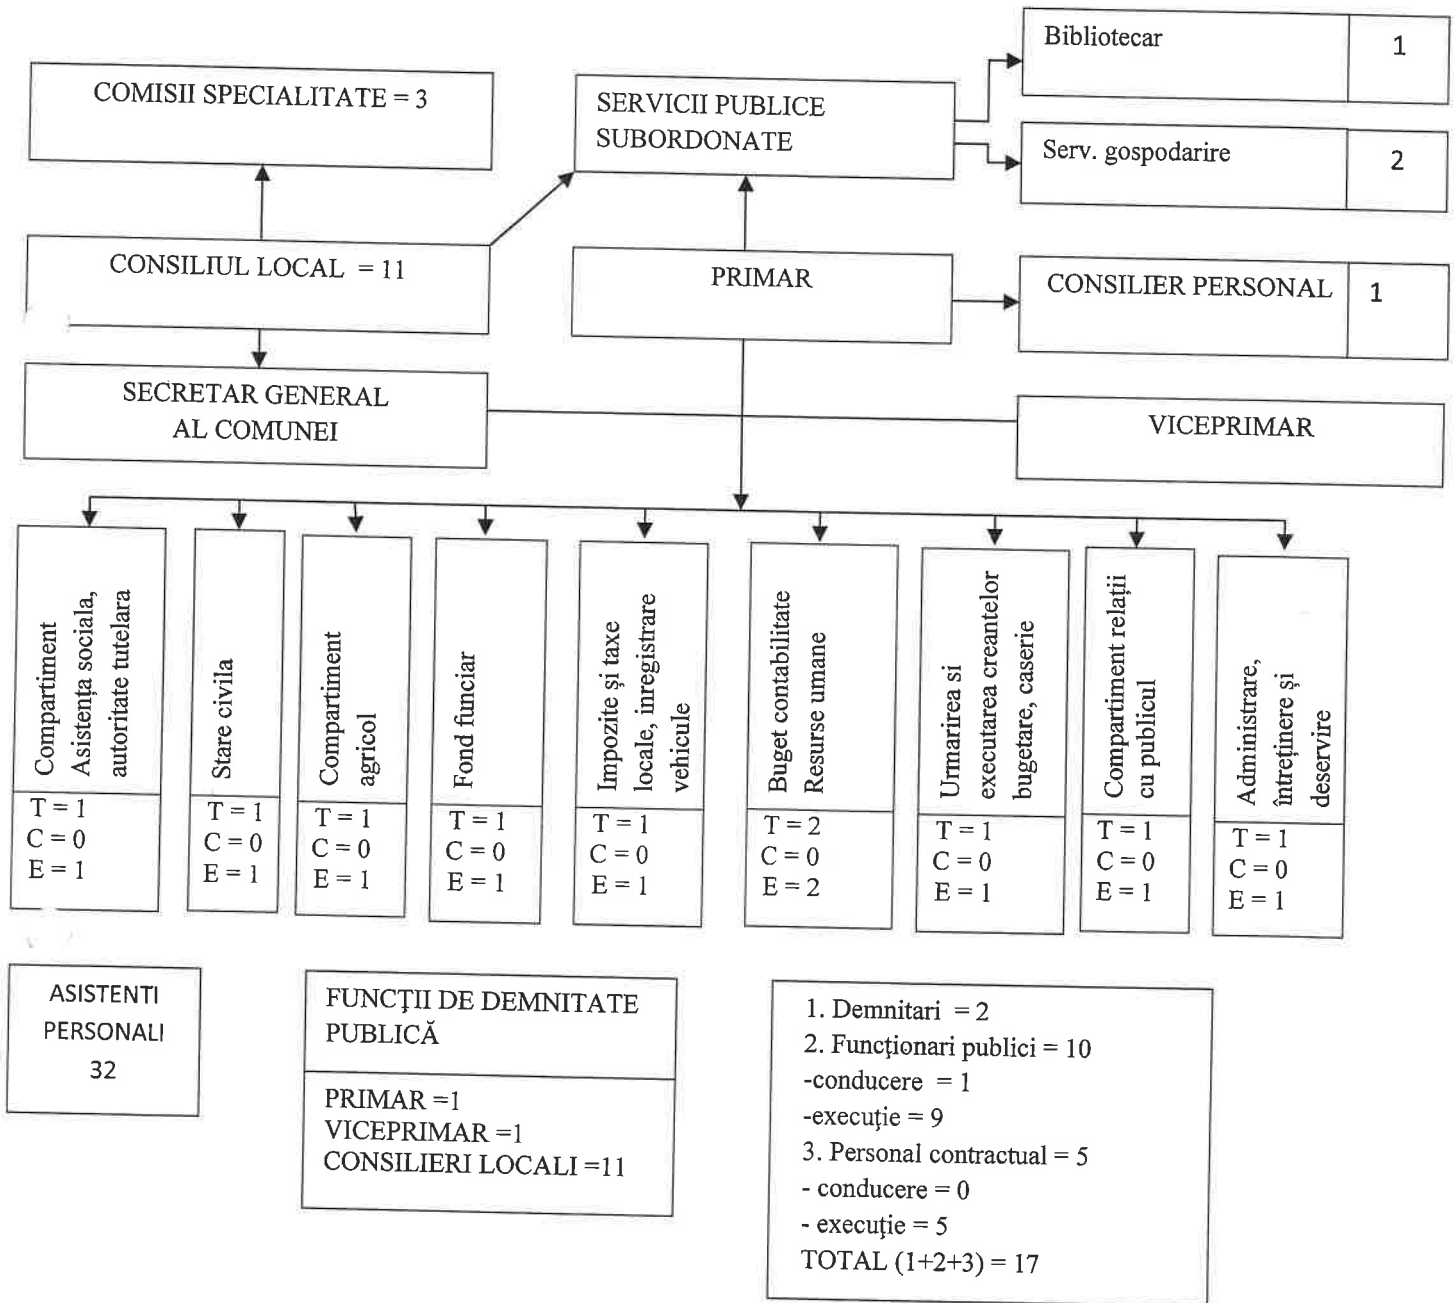 Bibliotecar
1
COMISII SPECIALITATE = 3
SERVICII PUBLICE
SUBORDONATE
Serv. gospodarire
2
CONSILIUL LOCAL = 11
PRIMAR
CONSILIER PERSONAL
1
SECRETAR GENERAL
AL COMUNEI
VICEPRIMAR
Compartiment
Asistența sociala,
autoritate tutelara
T = 1
C = 0
E = 1
Stare civila
T = 1
C = 0
E = 1
Compartiment
agricol
T = 1
C = 0
E = 1
Fond funciar
T = 1
C = 0
E = 1
Impozite și taxe
locale, inregistrare
vehicule
T = 1
C = 0
E = 1
Buget contabilitate
Resurse umane
T = 2
C = 0
E = 2
Urmarirea si
executarea creantelor
bugetare, caserie
T = 1
C = 0
E = 1
Compartiment relații
cu publicul
T = 1
C = 0
E = 1
Administrare,
întreținere și
deservire
T = 1
C = 0
E = 1
ASISTENTI
PERSONALI
32
FUNCŢII DE DEMNITATE
PUBLICĂ
PRIMAR =1
VICEPRIMAR =1
CONSILIERI LOCALI =11
1. Demnitari = 2
2. Funcţionari publici = 10
-conducere = 1
-execuţie = 9
3. Personal contractual = 5
- conducere = 0
- execuţie = 5
TOTAL (1+2+3) = 17